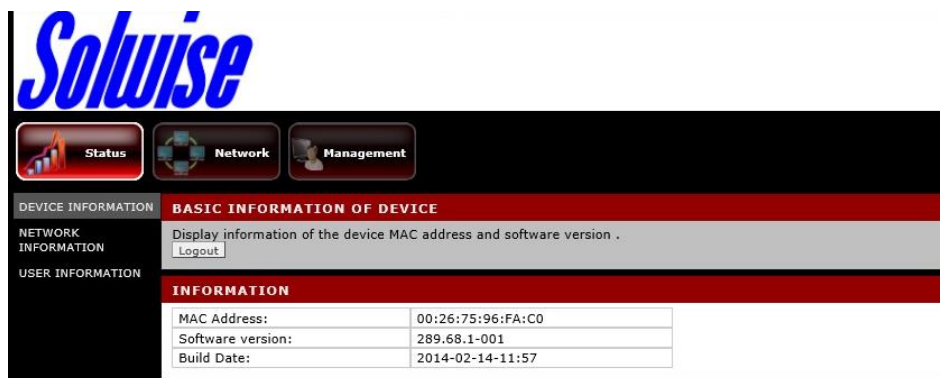 Solwise
Status
Network
Management
DEVICE INFORMATION
NETWORK
INFORMATION
USER INFORMATION
BASIC INFORMATION OF DEVICE
Display information of the device MAC address and software version .
Logout
INFORMATION
MAC Address: 00:26:75:96:FA:C0
Software version: 289.68.1-001
Build Date: 2014-02-14-11:57